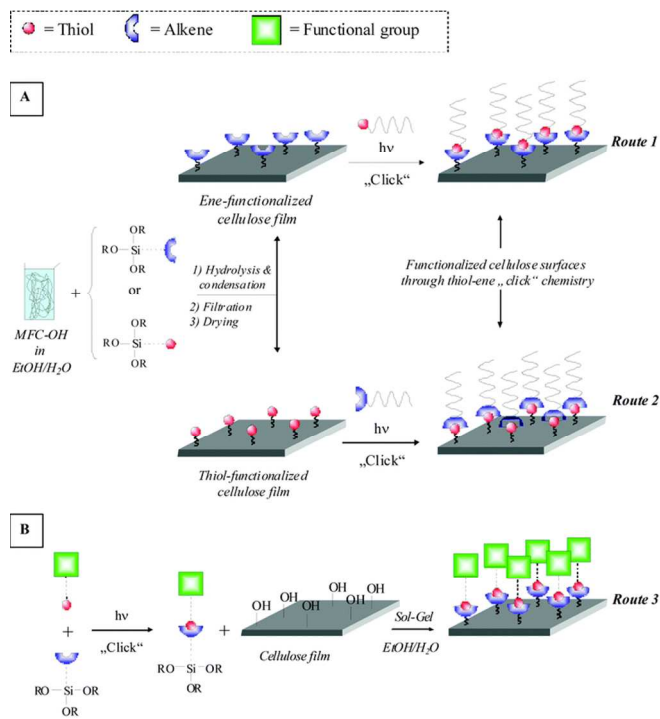 = Thiol = Alkene = Functional group
A
hν
„Click“
Route 1
Ene-functionalized
cellulose film
OR
RO Si
OR
or
OR
RO Si
OR
+
MFC-OH
in
EtOH/H2O
1) Hydrolysis &
condensation
2) Filtration
3) Drying
Functionalized cellulose surfaces
through thiol-ene „ click“ chemistry
hν
„Click“
Route 2
Thiol-functionalized
cellulose film
B
+
RO Si OR
OR
hν
„Click“
RO Si OR
OR
+
OH OH OH
OH OH OH
Cellulose film
Sol-Gel
EtOH/H2O
Route 3